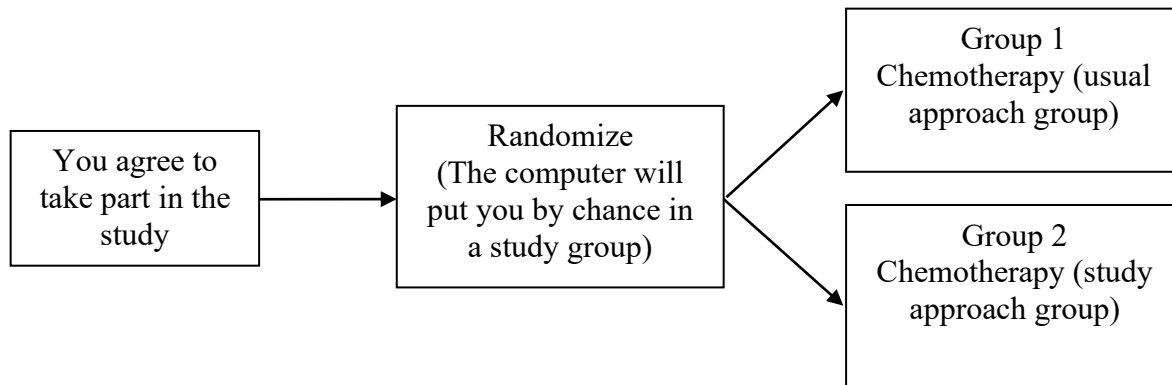 You agree to
take part in the
study
Randomize
(The computer will
put you by chance in
a study group)
Group 1
Chemotherapy (usual
approach group)
Group 2
Chemotherapy (study
approach group)